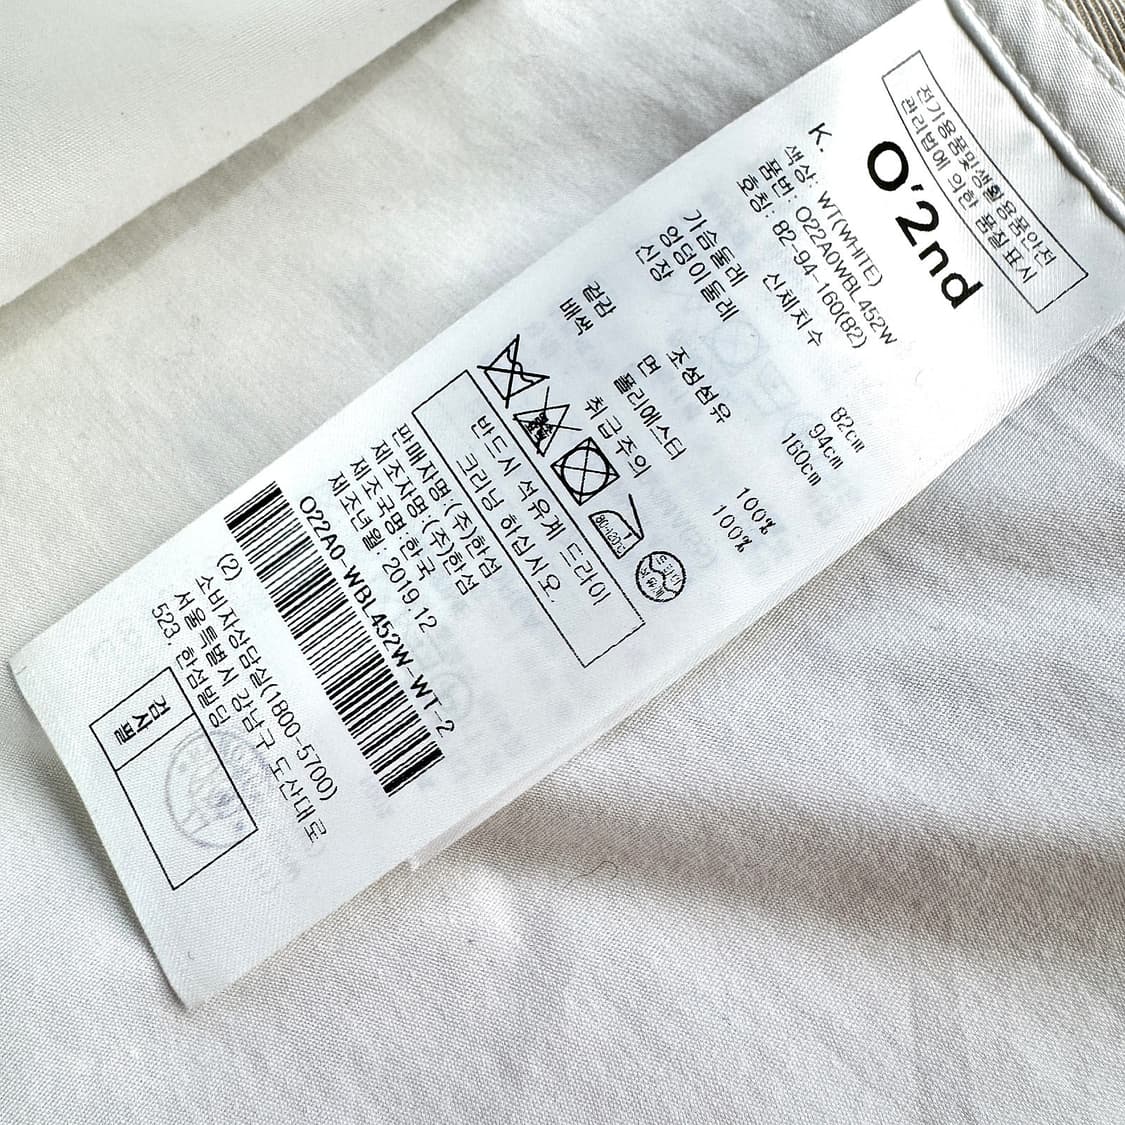 전기용품및생활용품안전
관리법에 의한 품질표시
O'2nd
K.
색상: WT(WHITE)
품번: O22A0WBL452W
호칭: 82-94-160(82)
신체치수
가슴둘레 82cm
엉덩이둘레 94cm
신장 160cm
조성섬유
겉감 면 100%
배색 폴리에스터 100%
취급주의
80~120℃
반드시 석유계 드라이
크리닝 하십시오.
판매자명:(주)한섬
제조자명:(주)한섬
제조국명:한국
제조년월: 2019.12
O22A0-WBL452W-WT-2
(2)
소비자상담실(1800-5700)
서울특별시 강남구 도산대로
523, 한섬빌딩
검사필